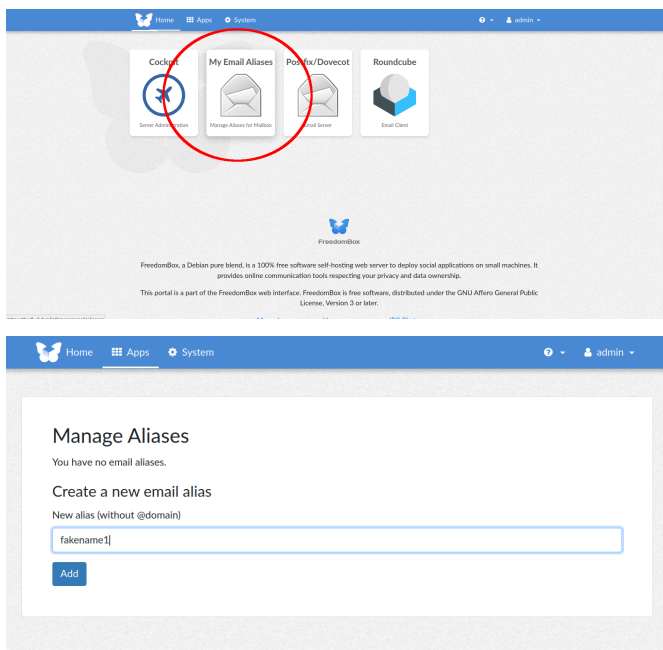 Home Apps System admin
Cockpit My Email Aliases Postfix/Dovecot Roundcube
Server Administration Manage Aliases for Mailbox Email Server Email Client
FreedomBox
FreedomBox, a Debian pure blend, is a 100% free software self-hosting web server to deploy social applications on small machines. It
provides online communication tools respecting your privacy and data ownership.
This portal is a part of the FreedomBox web interface. FreedomBox is free software, distributed under the GNU Affero General Public
License, Version 3 or later.
Home Apps System admin
Manage Aliases
You have no email aliases.
Create a new email alias
New alias (without @domain)
fakename1
Add